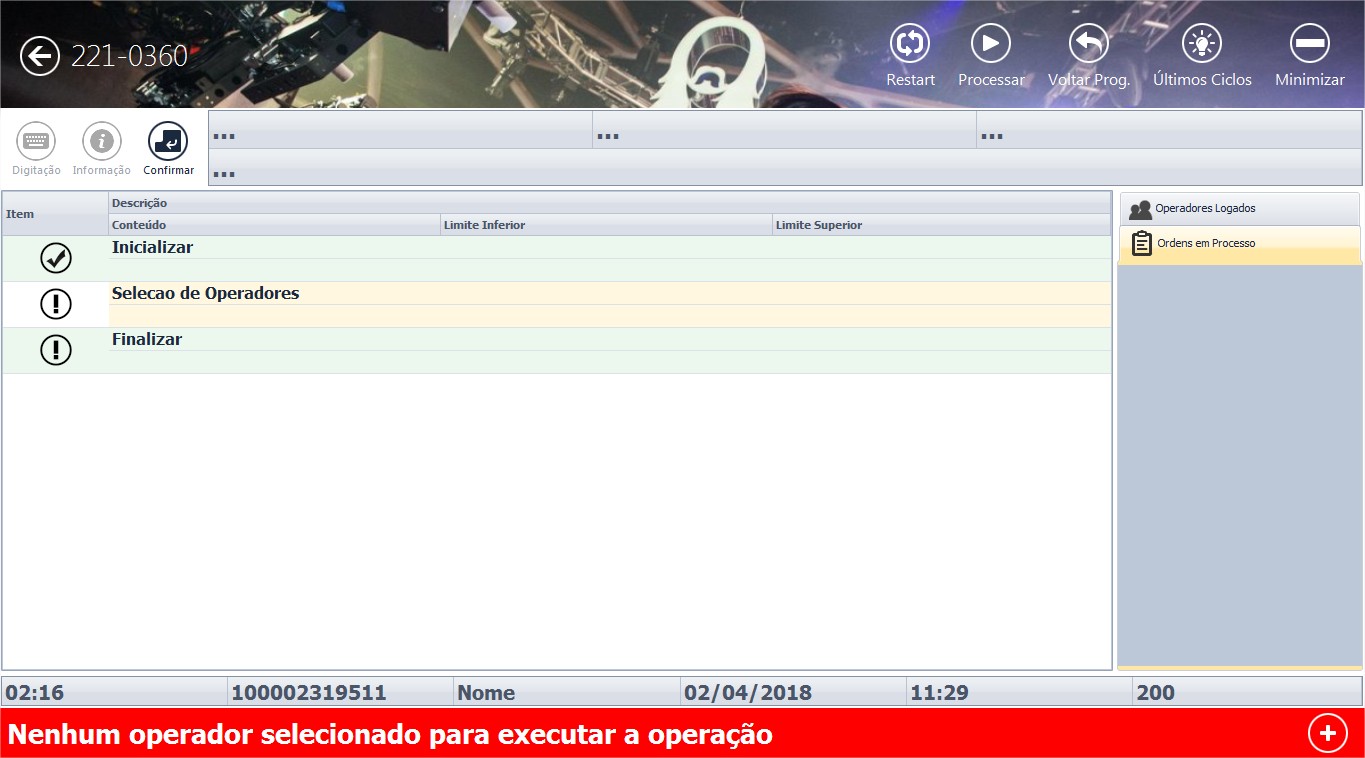 221-0360
Restart Processar Voltar Prog. Últimos Ciclos Minimizar
Digitação Informação Confirmar
... ... ...
...
Item Descrição
Conteúdo Limite Inferior Limite Superior
Inicializar
Selecao de Operadores
Finalizar
Operadores Logados
Ordens em Processo
02:16 100002319511 Nome 02/04/2018 11:29 200
Nenhum operador selecionado para executar a operação